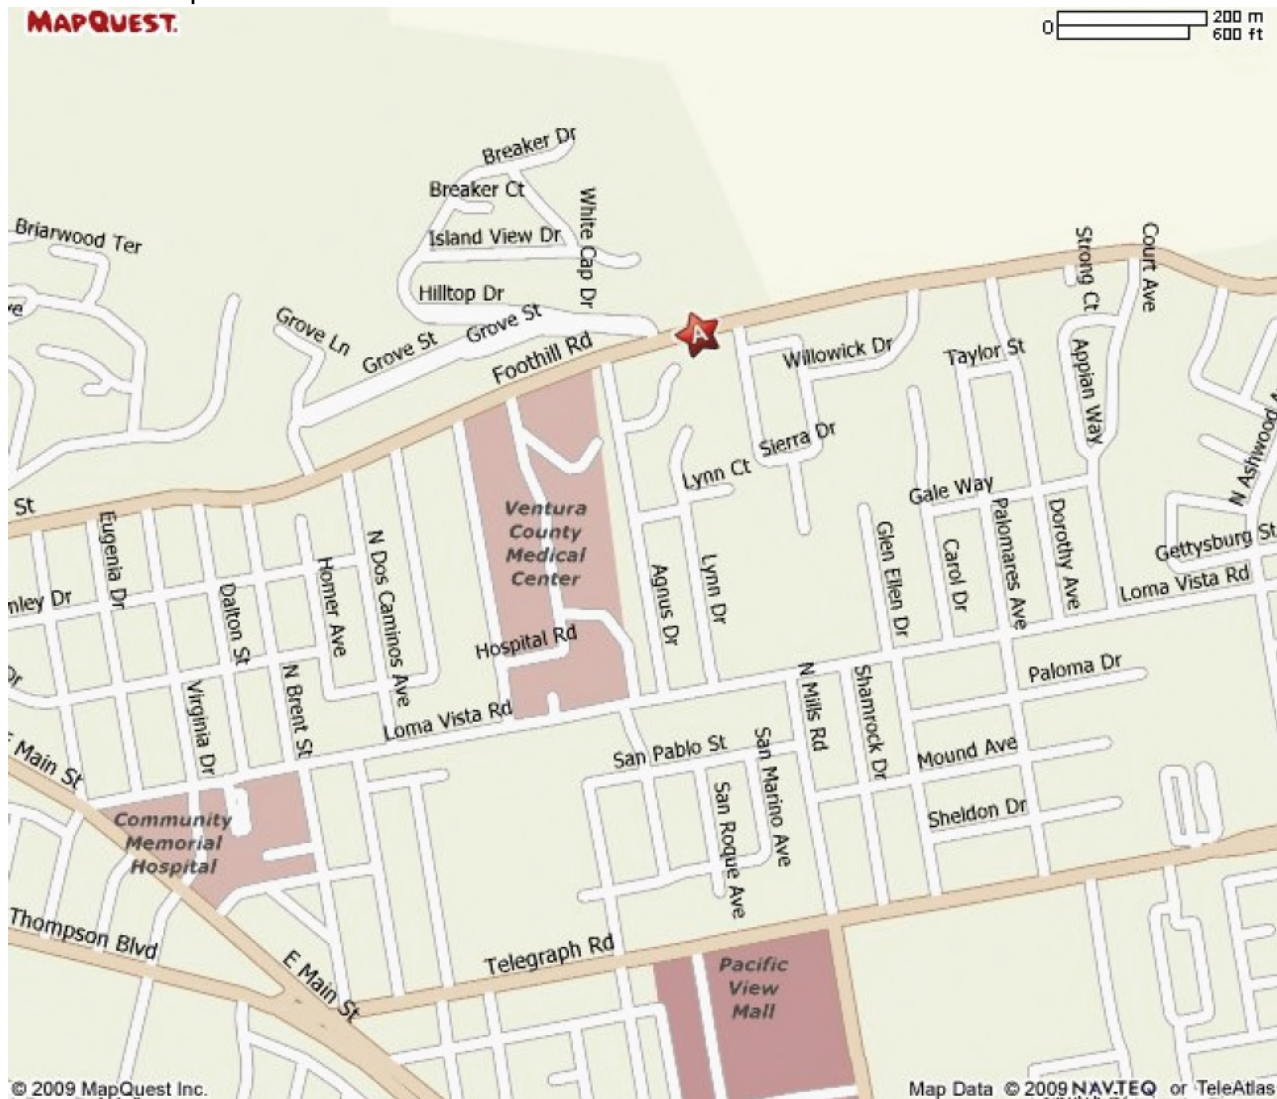 MAPQUEST.
0
200 m
600 ft
Breaker Dr
Breaker Ct
White Cap Dr
Island View Dr
Briarwood Ter
Strong Ct
Court Ave
Hilltop Dr
Grove St
Grove St
Grove Ln
Foothill Rd
A
Willowick Dr
Taylor St
Appian Way
Sierra Dr
Lynn Ct
Gale Way
N Ashwood A
St
Eugenia Dr
Ventura
County
Medical
Center
N Dos Caminos Ave
Homer Ave
Dalton St
nley Dr
Agnus Dr
Lynn Dr
Glen Ellen Dr
Carol Dr
Palomares Ave
Dorothy Ave
Gettysburg St
Loma Vista Rd
Hospital Rd
Dr
Virginia Dr
N Brent St
Loma Vista Rd
N Mills Rd
Shamrock Dr
Paloma Dr
E Main St
San Pablo St
San Marino Ave
San Roque Ave
Mound Ave
Sheldon Dr
Community
Memorial
Hospital
Thompson Blvd
E Main St
Telegraph Rd
Pacific
View
Mall
© 2009 MapQuest Inc.
Map Data © 2009 NAVTEQ or TeleAtlas